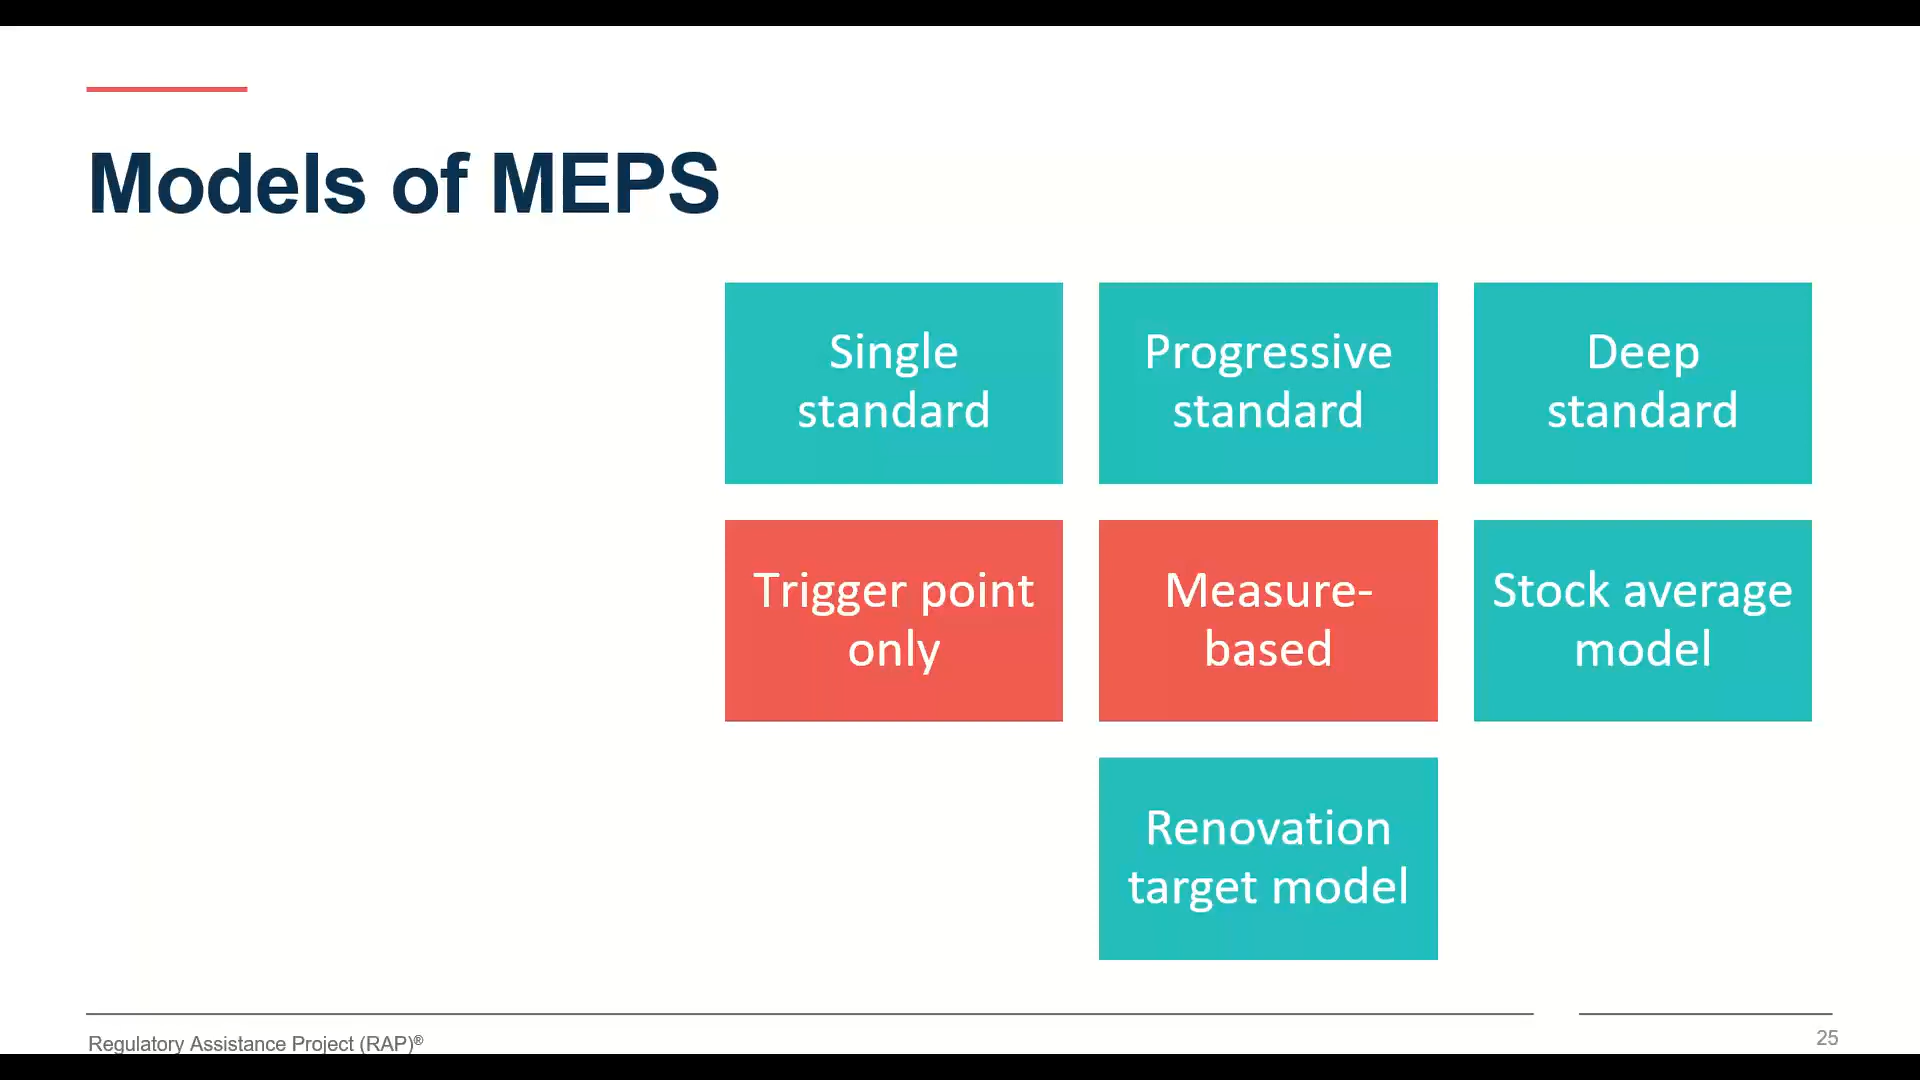 Models of MEPS
Single
standard
Progressive
standard
Deep
standard
Trigger point
only
Measure-
based
Stock average
model
Renovation
target model
Regulatory Assistance Project (RAP)®
25